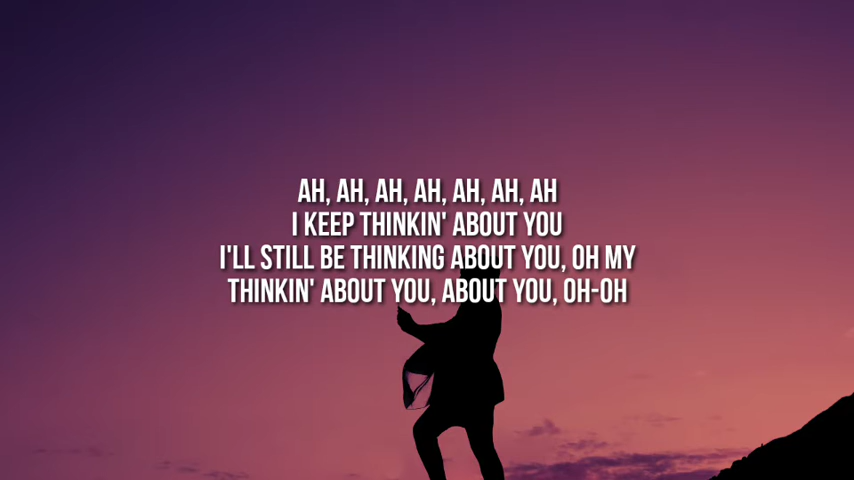 AH, AH, AH, AH, AH, AH, AH
I KEEP THINKIN' ABOUT YOU
I'LL STILL BE THINKING ABOUT YOU, OH MY
THINKIN' ABOUT YOU, ABOUT YOU, OH-OH